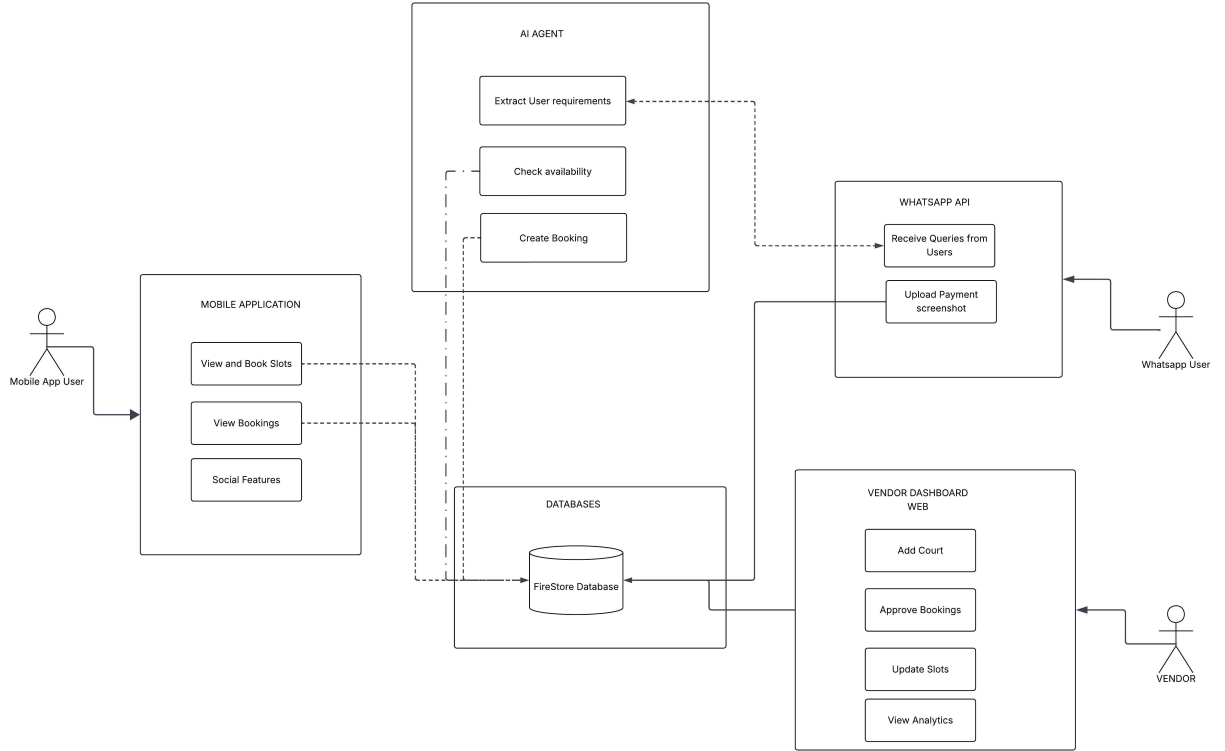 AI AGENT
Extract User requirements
Check availability
Create Booking
WHATSAPP API
Receive Queries from
Users
Upload Payment
screenshot
Whatsapp User
MOBILE APPLICATION
View and Book Slots
View Bookings
Social Features
Mobile App User
DATABASES
FireStore Database
VENDOR DASHBOARD
WEB
Add Court
Approve Bookings
Update Slots
View Analytics
VENDOR